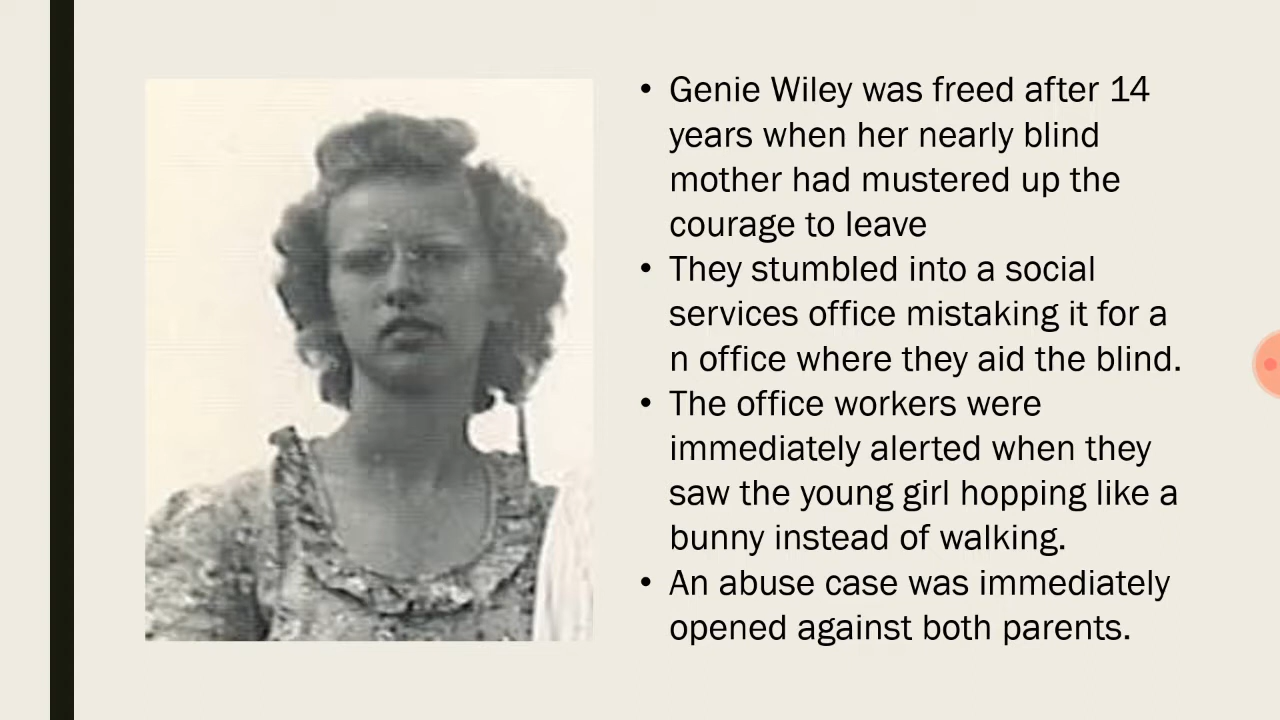 • Genie Wiley was freed after 14
years when her nearly blind
mother had mustered up the
courage to leave
• They stumbled into a social
services office mistaking it for a
n office where they aid the blind.
• The office workers were
immediately alerted when they
saw the young girl hopping like a
bunny instead of walking.
• An abuse case was immediately
opened against both parents.